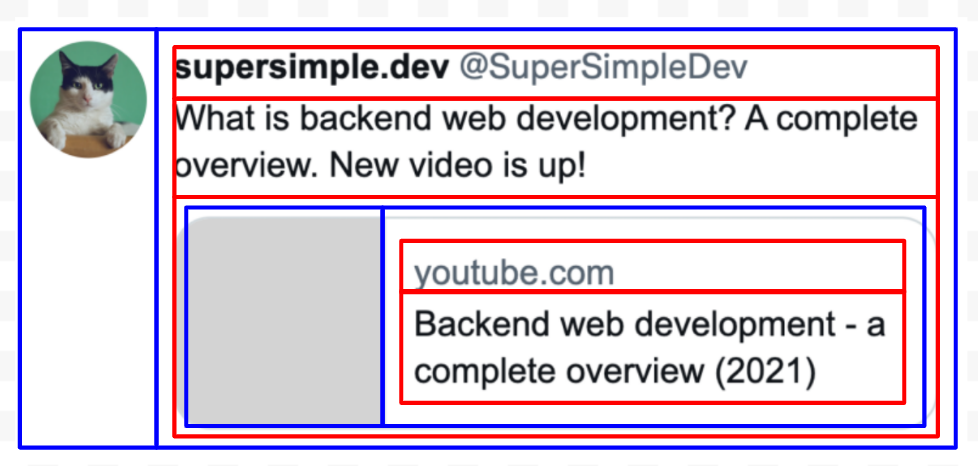 supersimple.dev @SuperSimpleDev
What is backend web development? A complete
overview. New video is up!
youtube.com
Backend web development - a
complete overview (2021)